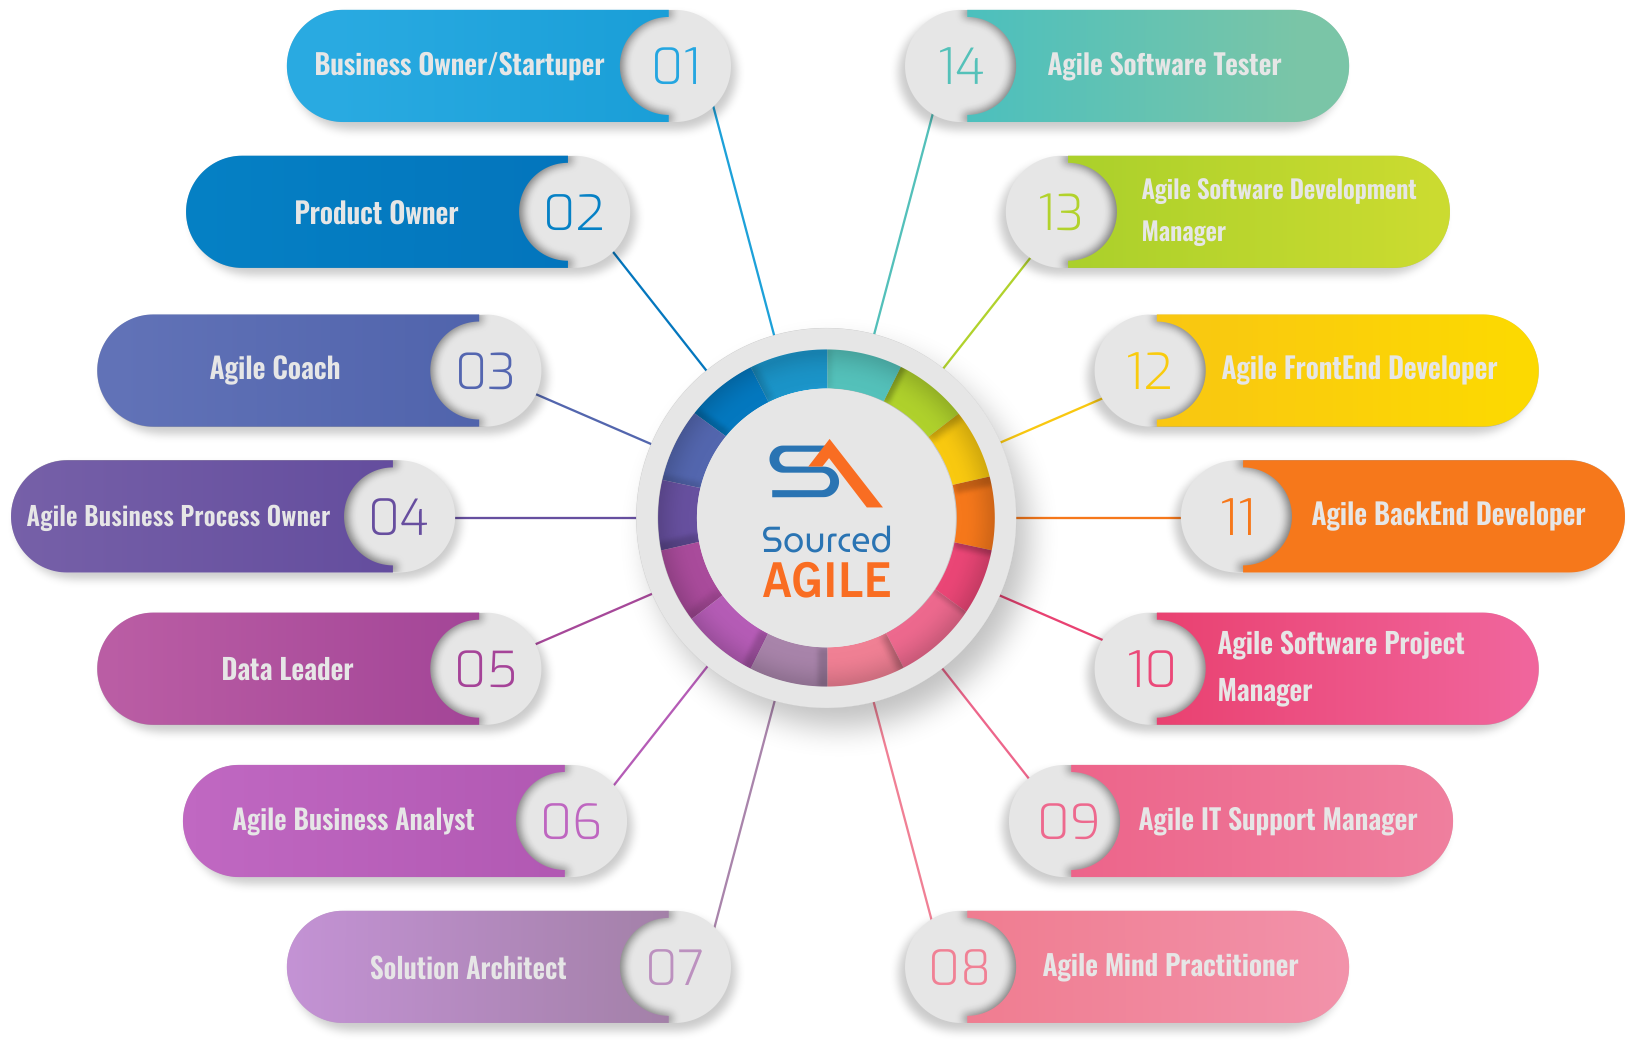 Business Owner/Startuper
01
Product Owner
02
Agile Coach
03
Agile Business Process Owner
04
Data Leader
05
Agile Business Analyst
06
Solution Architect
07
Sourced
AGILE
14
Agile Software Tester
13
Agile Software Development
Manager
12
Agile FrontEnd Developer
11
Agile BackEnd Developer
10
Agile Software Project
Manager
09
Agile IT Support Manager
08
Agile Mind Practitioner